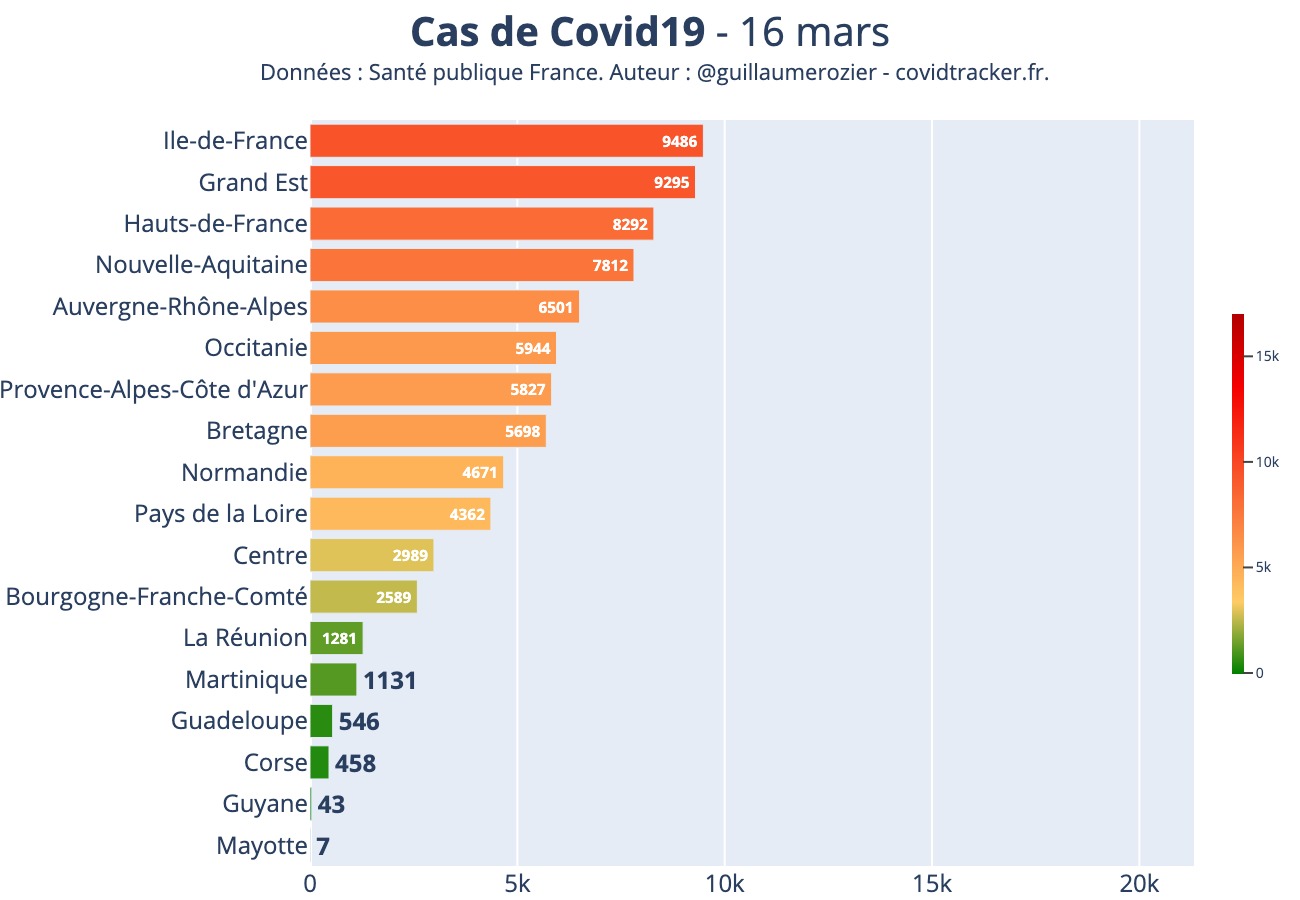 Cas de Covid19 - 16 mars
Données : Santé publique France. Auteur : @guillaumerozier - covidtracker.fr.
Ile-de-France 9486
Grand Est 9295
Hauts-de-France 8292
Nouvelle-Aquitaine 7812
Auvergne-Rhône-Alpes 6501
Occitanie 5944
Provence-Alpes-Côte d'Azur 5827
Bretagne 5698
Normandie 4671
Pays de la Loire 4362
Centre 2989
Bourgogne-Franche-Comté 2589
La Réunion 1281
Martinique 1131
Guadeloupe 546
Corse 458
Guyane 43
Mayotte 7
0 5k 10k 15k 20k
15k
10k
5k
0